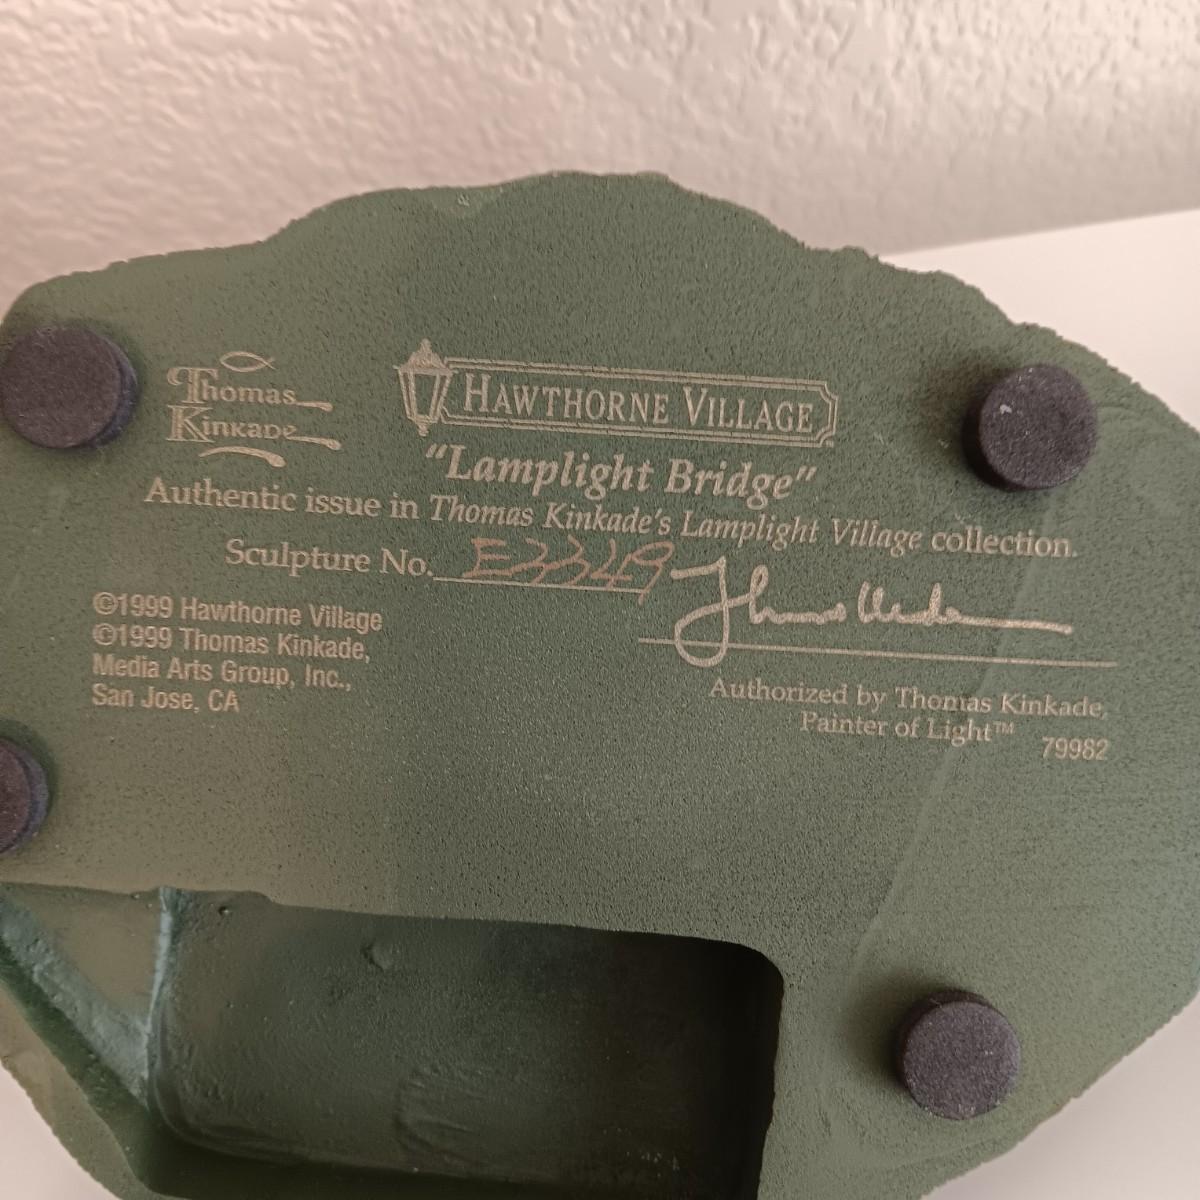 Thomas
Kinkade
HAWTHORNE VILLAGE
"Lamplight Bridge"
Authentic issue in Thomas Kinkade's Lamplight Village collection.
Sculpture No. E3349
©1999 Hawthorne Village
©1999 Thomas Kinkade,
Media Arts Group, Inc.,
San Jose, CA
Authorized by Thomas Kinkade,
Painter of Light™
79982